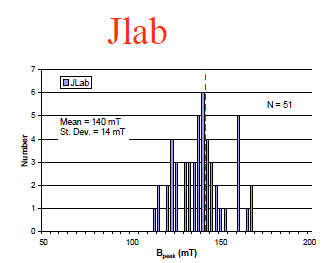 Jlab
7
6
5
4
3
2
1
0
Number
JLab
Mean = 140 mT
St. Dev. = 14 mT
N = 51
50 100 150 200
Bpeak (mT)